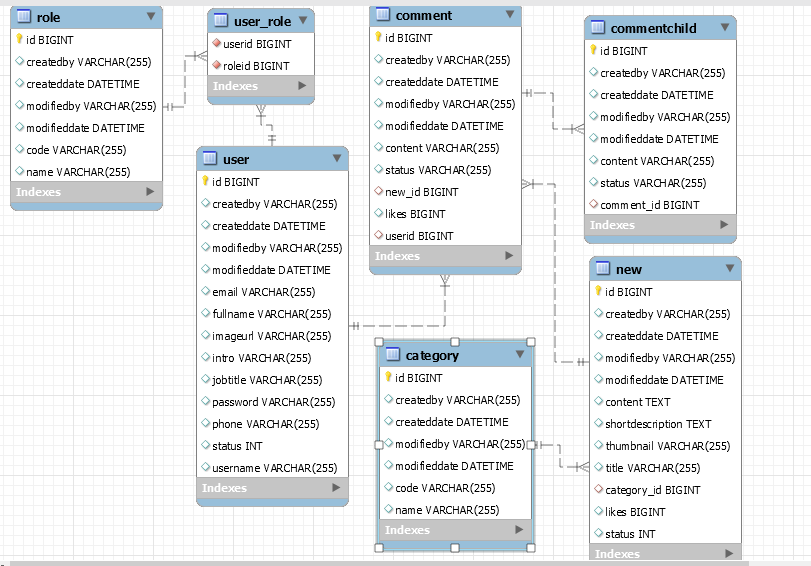 role
id BIGINT
createdby VARCHAR(255)
createddate DATETIME
modifiedby VARCHAR(255)
modifieddate DATETIME
code VARCHAR(255)
name VARCHAR(255)
Indexes
user_role
userid BIGINT
roleid BIGINT
Indexes
user
id BIGINT
createdby VARCHAR(255)
createddate DATETIME
modifiedby VARCHAR(255)
modifieddate DATETIME
email VARCHAR(255)
fullname VARCHAR(255)
imageurl VARCHAR(255)
intro VARCHAR(255)
jobtitle VARCHAR(255)
password VARCHAR(255)
phone VARCHAR(255)
status INT
username VARCHAR(255)
Indexes
comment
id BIGINT
createdby VARCHAR(255)
createddate DATETIME
modifiedby VARCHAR(255)
modifieddate DATETIME
content VARCHAR(255)
status VARCHAR(255)
new_id BIGINT
likes BIGINT
userid BIGINT
Indexes
category
id BIGINT
createdby VARCHAR(255)
createddate DATETIME
modifiedby VARCHAR(255)
modifieddate DATETIME
code VARCHAR(255)
name VARCHAR(255)
Indexes
commentchild
id BIGINT
createdby VARCHAR(255)
createddate DATETIME
modifiedby VARCHAR(255)
modifieddate DATETIME
content VARCHAR(255)
status VARCHAR(255)
comment_id BIGINT
Indexes
new
id BIGINT
createdby VARCHAR(255)
createddate DATETIME
modifiedby VARCHAR(255)
modifieddate DATETIME
content TEXT
shortdescription TEXT
thumbnail VARCHAR(255)
title VARCHAR(255)
category_id BIGINT
likes BIGINT
status INT
Indexes